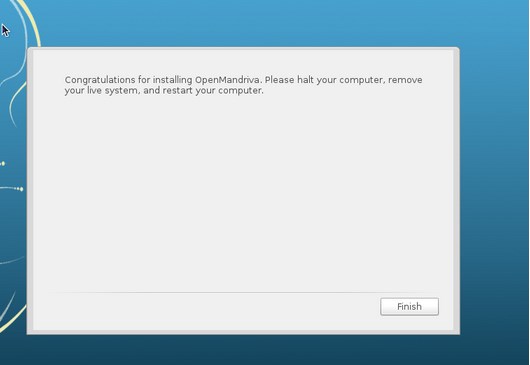 Congratulations for installing OpenMandriva. Please halt your computer, remove
your live system, and restart your computer.
Finish